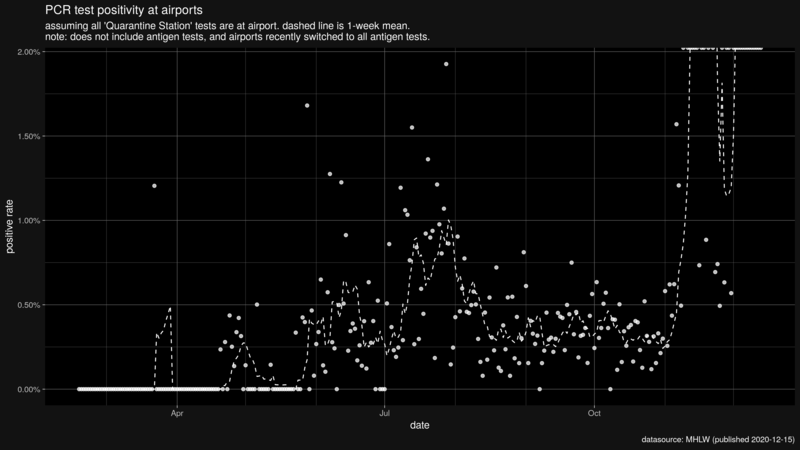 PCR test positivity at airports
assuming all 'Quarantine Station' tests are at airport. dashed line is 1-week mean.
note: does not include antigen tests, and airports recently switched to all antigen tests.
2.00%
1.50%
1.00%
0.50%
0.00%
positive rate
Apr
Jul
Oct
date
datasource: MHLW (published 2020-12-15)